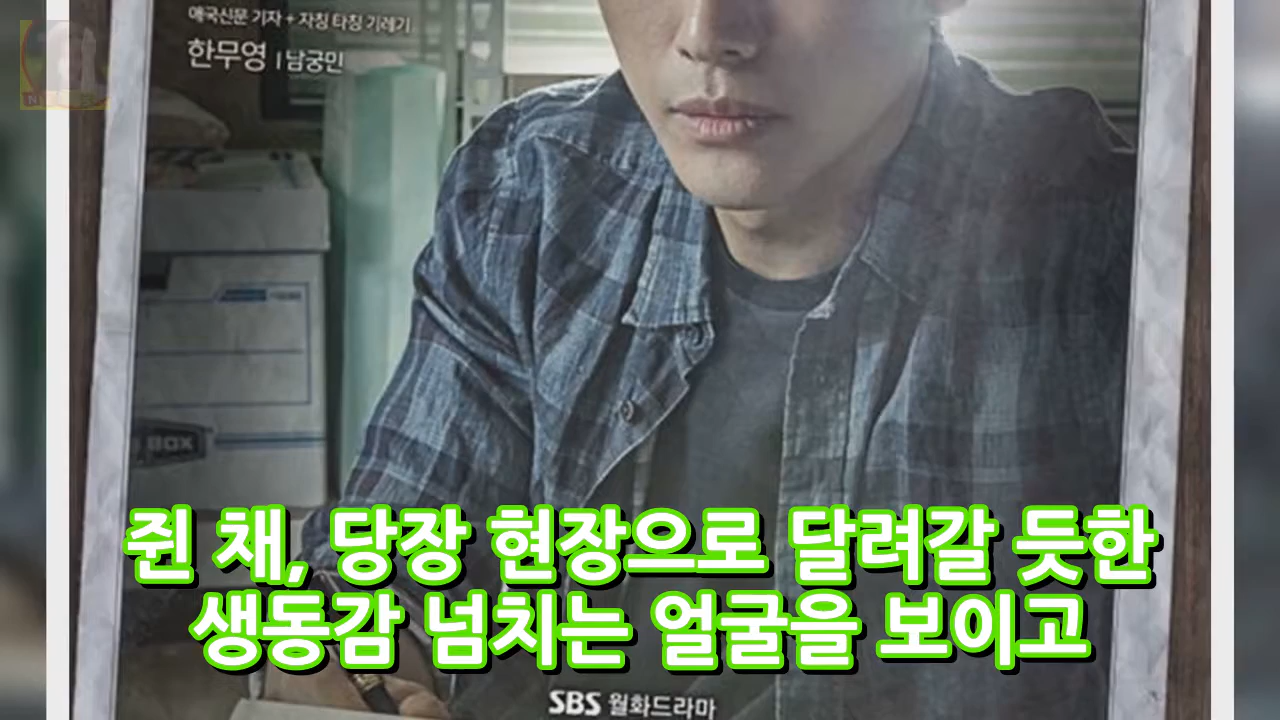 애국신문 기자 + 자칭 타칭 기레기
한무영 | 남궁민
BOX
쥔 채, 당장 현장으로 달려갈 듯한
생동감 넘치는 얼굴을 보이고
SBS 월화드라마